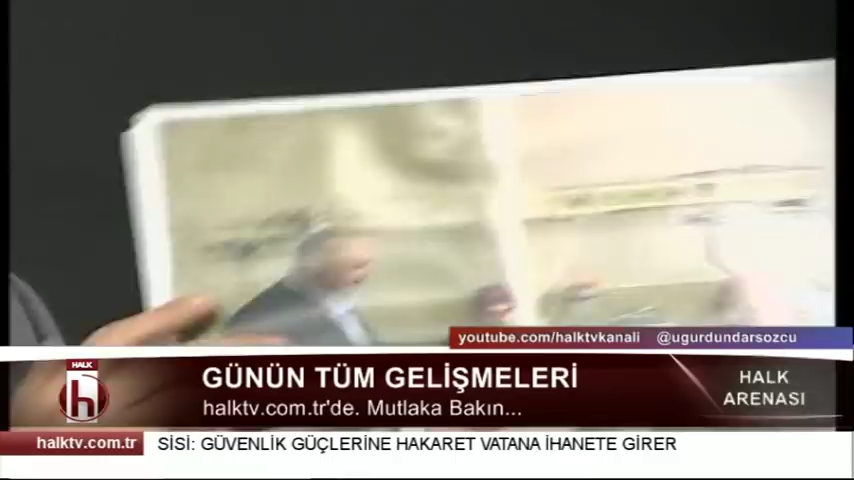 youtube.com/halktvkanali @ugurdundarsozcu
HALK
h
GÜNÜN TÜM GELİŞMELERİ
halktv.com.tr'de. Mutlaka Bakın...
HALK
ARENASI
halktv.com.tr SİSİ: GÜVENLİK GÜÇLERİNE HAKARET VATANA İHANETE GİRER